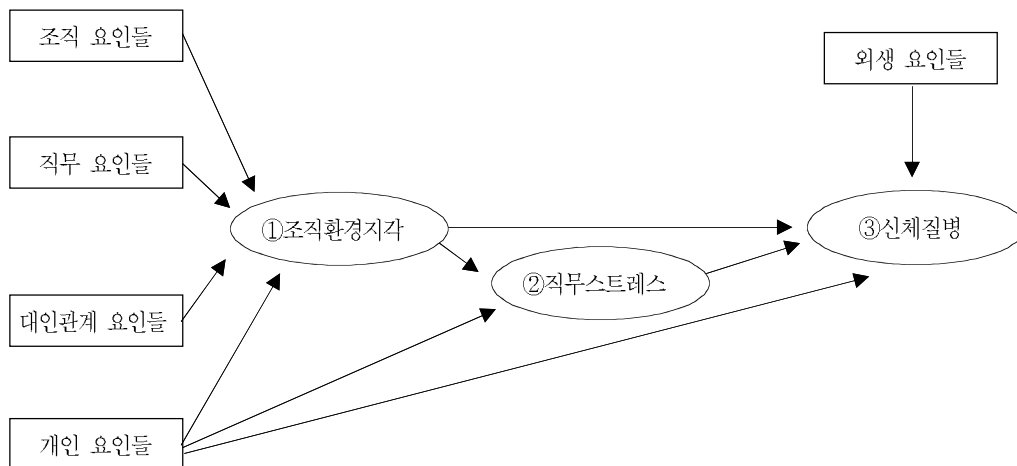 조직 요인들
외생 요인들
직무 요인들
①조직환경지각
③신체질병
②직무스트레스
대인관계 요인들
개인 요인들